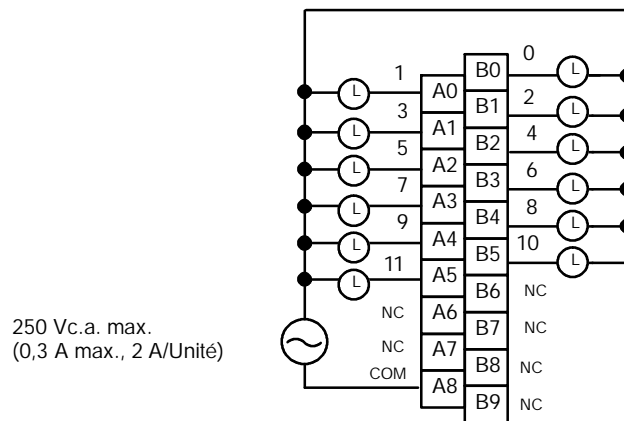 0
B0
L
1
L
A0
2
B1
L
3
L
A1
4
B2
L
5
L
A2
6
B3
L
7
L
A3
8
B4
L
9
L
A4
10
B5
L
11
L
A5
B6
NC
NC
A6
B7
NC
NC
A7
B8
NC
COM
A8
B9
NC
250 Vc.a. max.
(0,3 A max., 2 A/Unité)